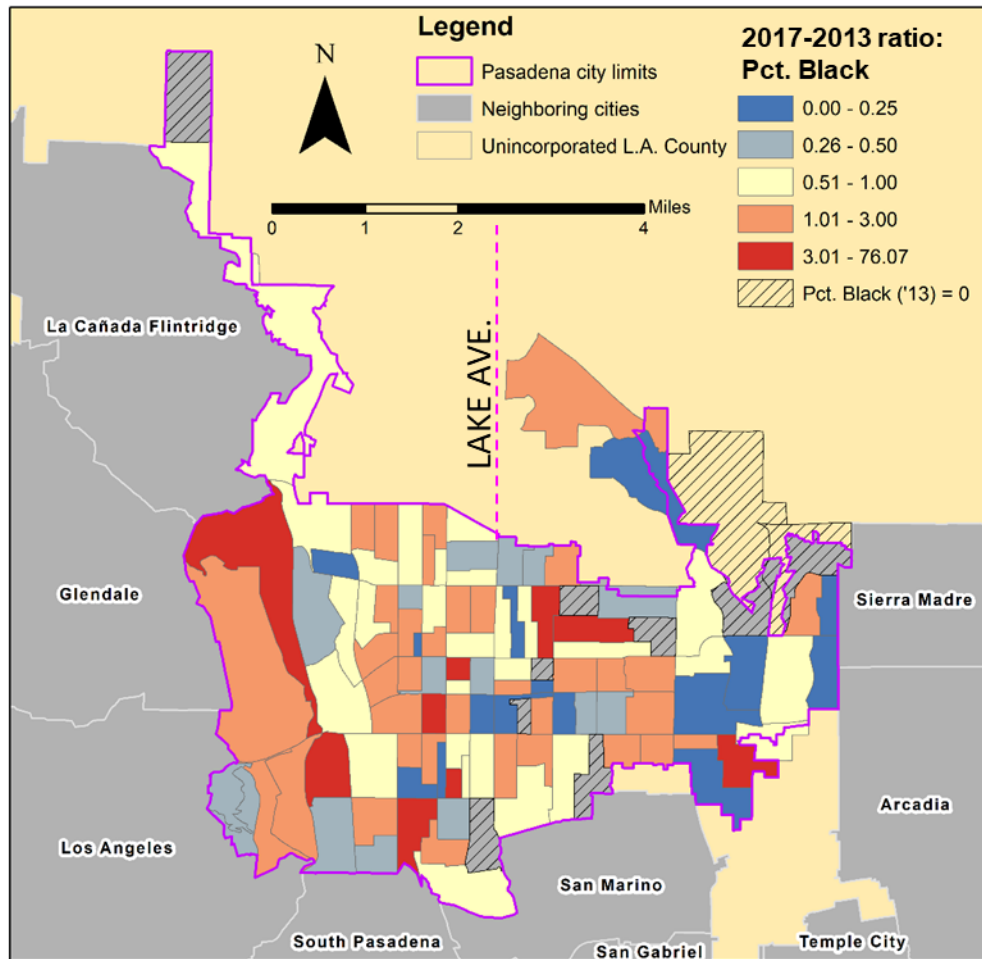 Legend
N
Pasadena city limits
Neighboring cities
Unincorporated L.A. County
2017-2013 ratio:
Pct. Black
0.00 - 0.25
0.26 - 0.50
0.51 - 1.00
1.01 - 3.00
3.01 - 76.07
Pct. Black ('13) = 0
Miles
0 1 2 4
LAKE AVE.
La Cañada Flintridge
Glendale
Sierra Madre
Arcadia
Los Angeles
San Marino
South Pasadena
San Gabriel
Temple City